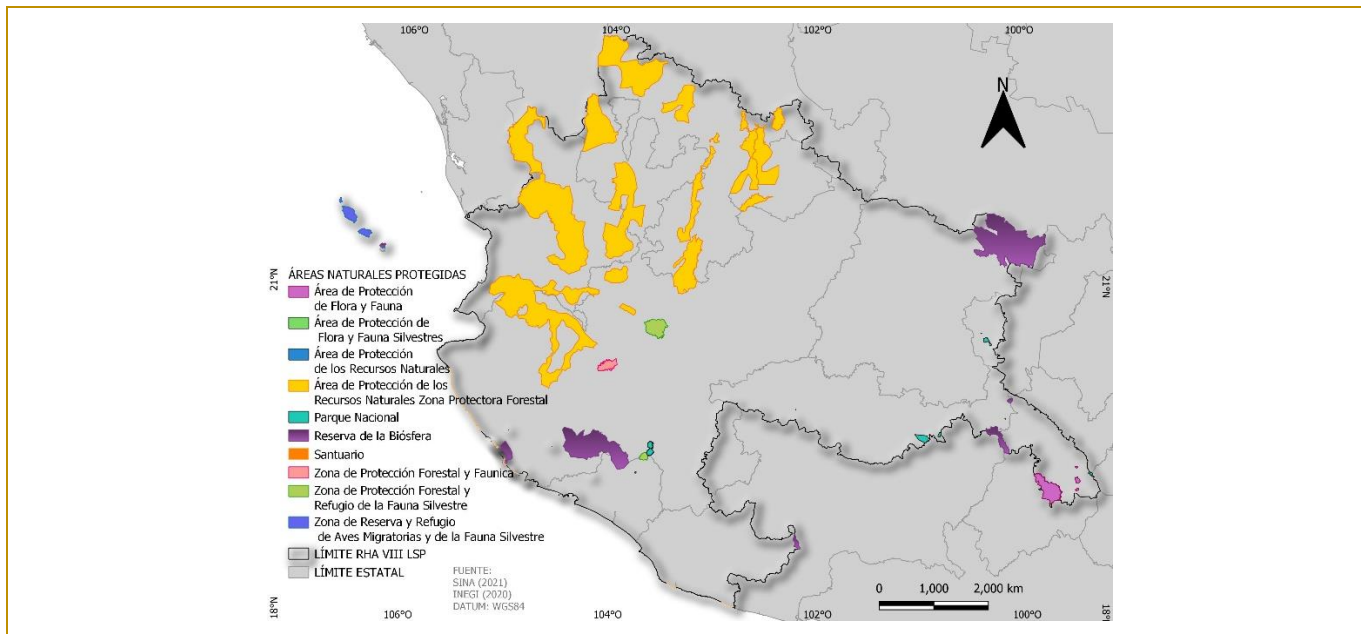 106°O 104°O 102°O 100°O
N
21°N
21°N
ÁREAS NATURALES PROTEGIDAS
Área de Protección
de Flora y Fauna
Área de Protección de
Flora y Fauna Silvestres
Área de Protección
de los Recursos Naturales
Área de Protección de los
Recursos Naturales Zona Protectora Forestal
Parque Nacional
Reserva de la Biósfera
Santuario
Zona de Protección Forestal y Faunica
Zona de Protección Forestal y
Refugio de la Fauna Silvestre
Zona de Reserva y Refugio
de Aves Migratorias y de la Fauna Silvestre
LÍMITE RHA VIII LSP
LÍMITE ESTATAL
FUENTE:
SINA (2021)
INEGI (2020)
DATUM: WGS84
0 1,000 2,000 km
18°N
18°N
106°O 104°O 102°O 100°O